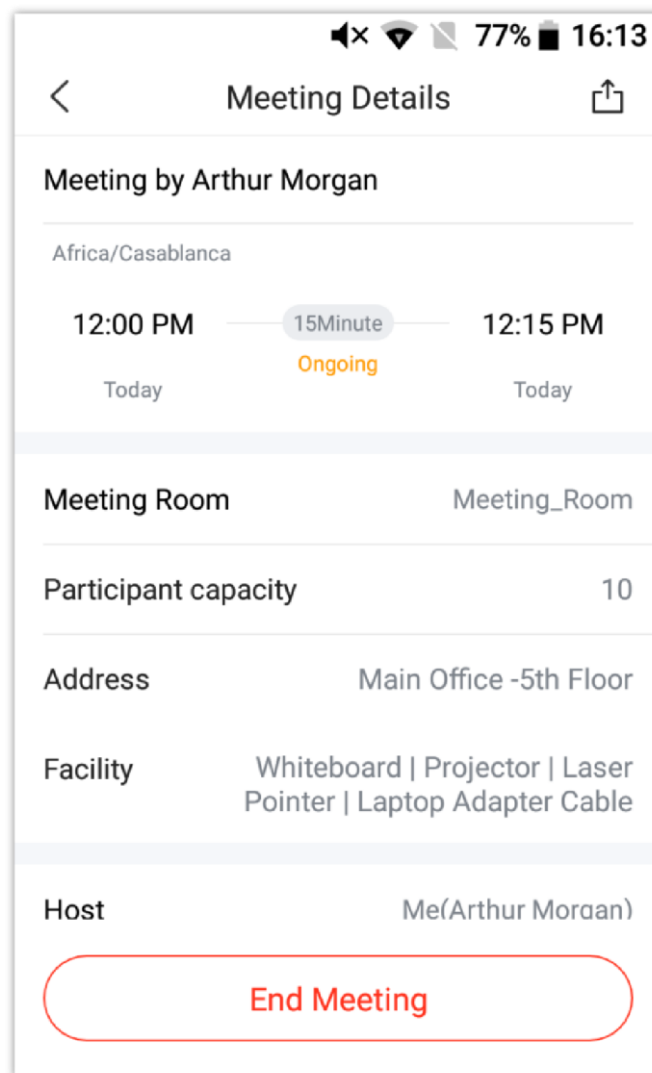 77% 16:13
Meeting Details
Meeting by Arthur Morgan
Africa/Casablanca
12:00 PM 15Minute 12:15 PM
Ongoing
Today Today
Meeting Room Meeting_Room
Participant capacity 10
Address Main Office -5th Floor
Facility Whiteboard | Projector | Laser
Pointer | Laptop Adapter Cable
Host Me(Arthur Morgan)
End Meeting